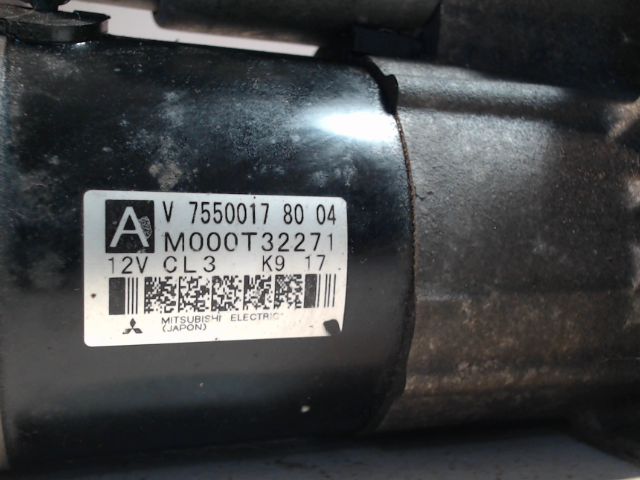 A V 7550017 80 04
M000T32271
12V CL3 K9 17
MITSUBISHI ELECTRIC
(JAPON)